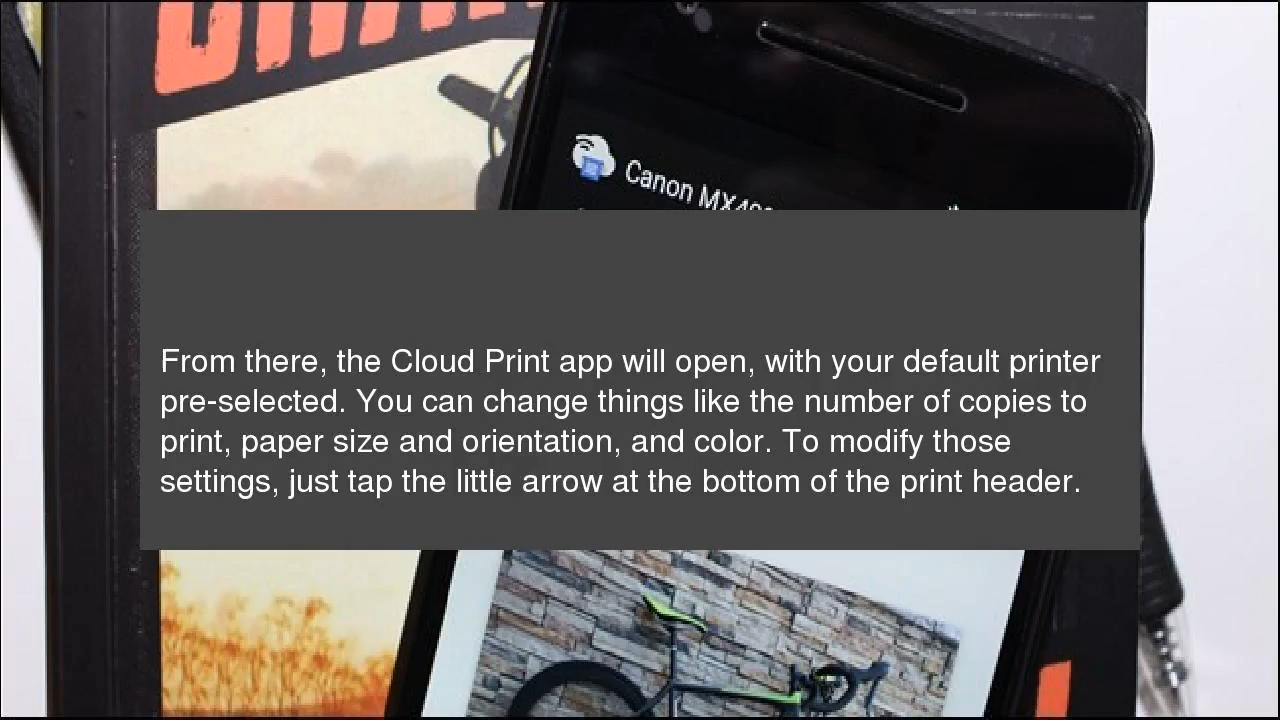 Canon
From there, the Cloud Print app will open, with your default printer
pre-selected. You can change things like the number of copies to
print, paper size and orientation, and color. To modify those
settings, just tap the little arrow at the bottom of the print header.